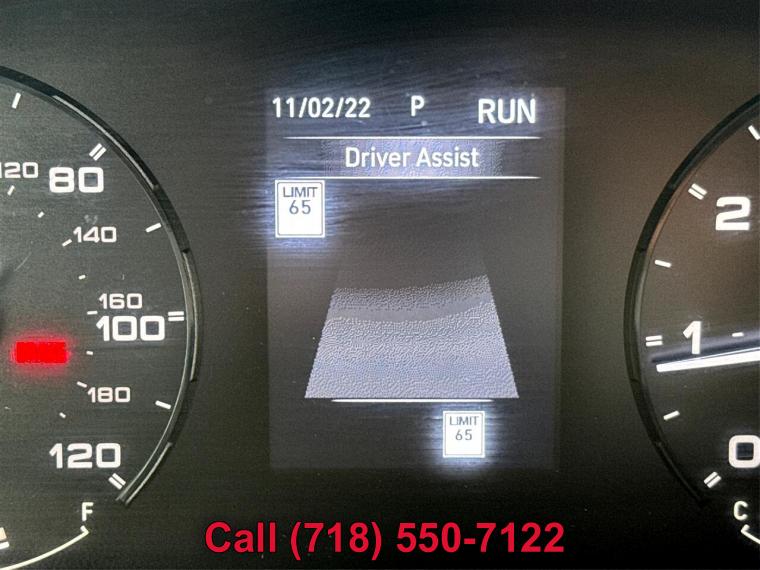 11/02/22 P RUN
Driver Assist
LIMIT
65
LIMIT
65
120
80
140
160
100
180
120
F
2
1
0
C
Call (718) 550-7122